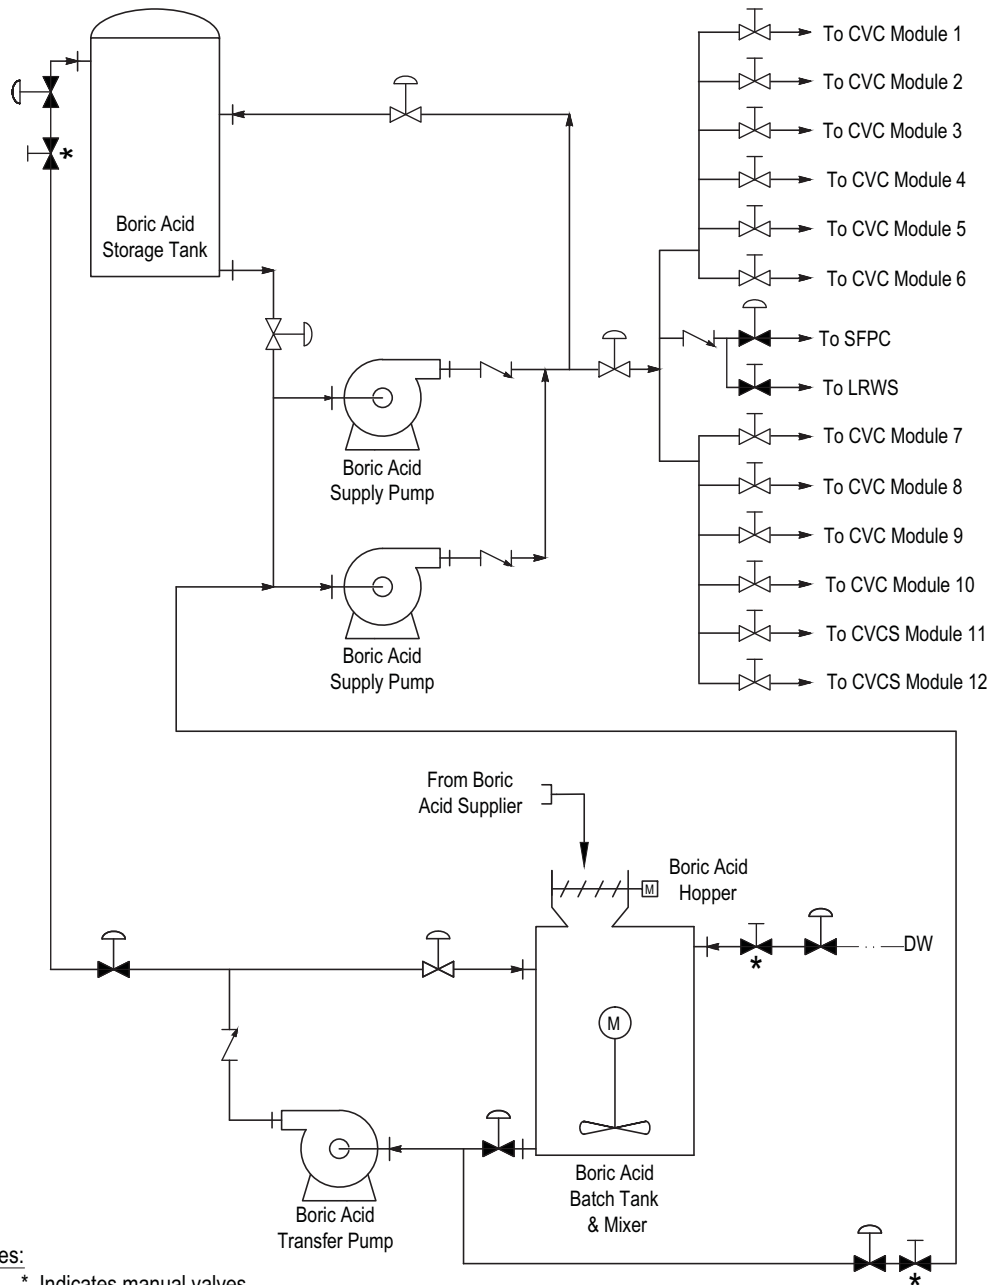 To CVC Module 1
To CVC Module 2
To CVC Module 3
To CVC Module 4
To CVC Module 5
To CVC Module 6
To SFPC
To LRWS
To CVC Module 7
To CVC Module 8
To CVC Module 9
To CVC Module 10
To CVCS Module 11
To CVCS Module 12
*
Boric Acid
Storage Tank
Boric Acid
Supply Pump
Boric Acid
Supply Pump
From Boric
Acid Supplier
Boric Acid
Hopper
M
DW
*
M
Boric Acid
Batch Tank
& Mixer
Boric Acid
Transfer Pump
*
es:
* Indicates manual valves